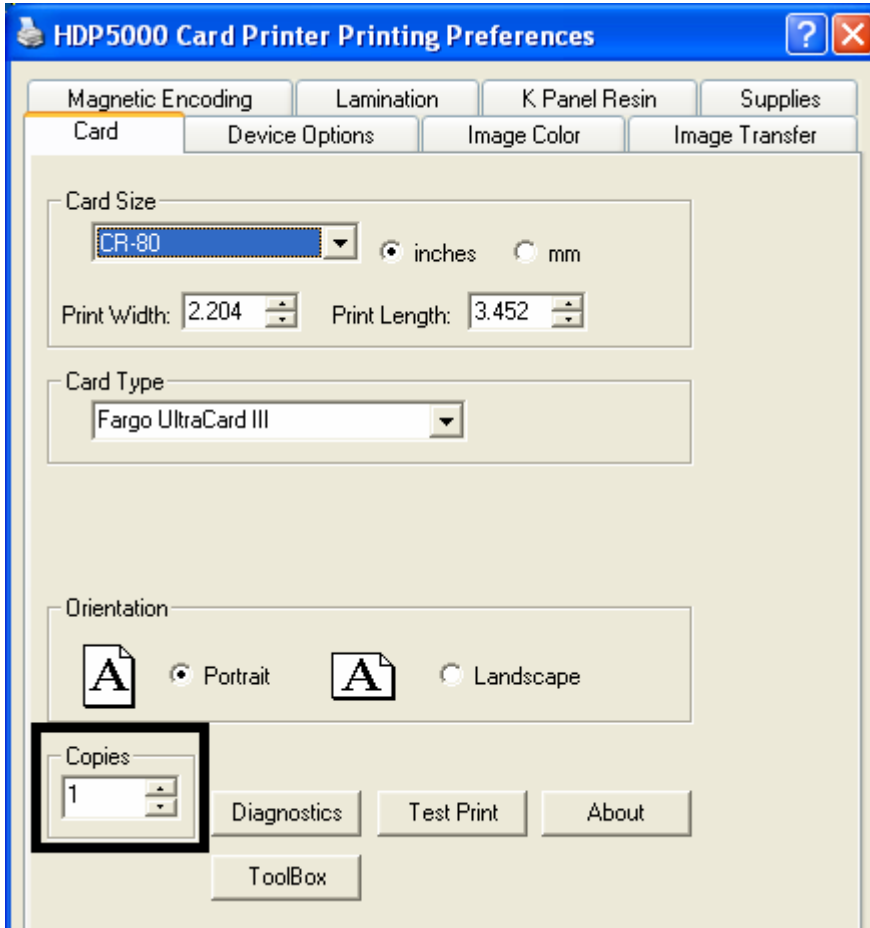 HDP5000 Card Printer Printing Preferences
Magnetic Encoding Lamination K Panel Resin Supplies
Card Device Options Image Color Image Transfer
Card Size
CR-80 inches mm
Print Width: 2.204 Print Length: 3.452
Card Type
Fargo UltraCard III
Orientation
A Portrait A Landscape
Copies
1
Diagnostics Test Print About
ToolBox